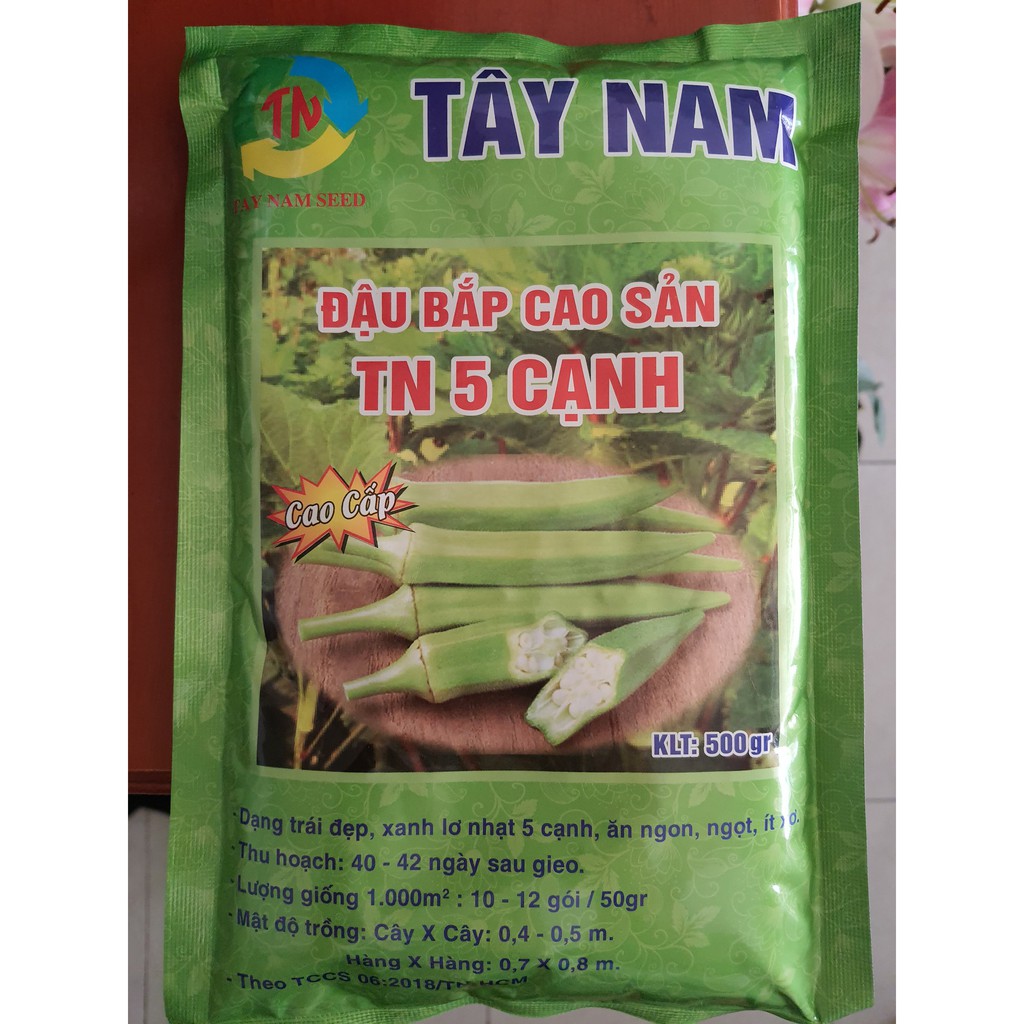 TN
TÂY NAM
TAY NAM SEED
ĐẬU BẮP CAO SẢN
TN 5 CẠNH
Cao Cấp
KLT: 500gr
- Dạng trái đẹp, xanh lơ nhạt 5 cạnh, ăn ngon, ngọt, ít
- Thu hoạch: 40 - 42 ngày sau gieo.
- Lượng giống 1.000m² : 10 - 12 gói / 50gr
- Mật độ trồng: Cây X Cây: 0,4 - 0,5 m.
Hàng X Hàng: 0,7 X 0,8 m.
- Theo TCCS 06:2018/TN-HCM